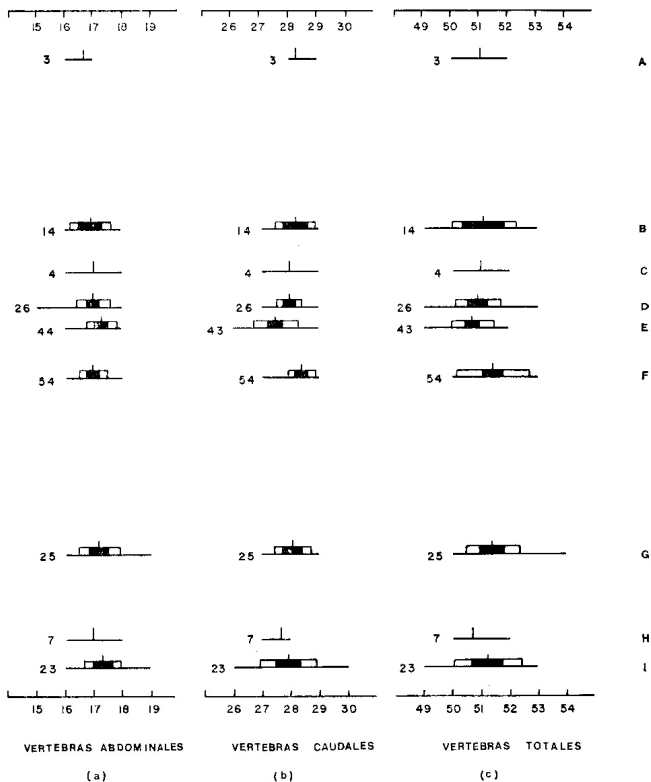 15 16 17 18 19 26 27 28 29 30 49 50 51 52 53 54
3 3 3 A
14 14 14 B
4 4 4 C
26 26 26 D
44 43 43 E
54 54 54 F
25 25 25 G
7 7 7 H
23 23 23 I
15 16 17 18 19 26 27 28 29 30 49 50 51 52 53 54
VERTEBRAS ABDOMINALES VERTEBRAS CAUDALES VERTEBRAS TOTALES
(a) (b) (c)